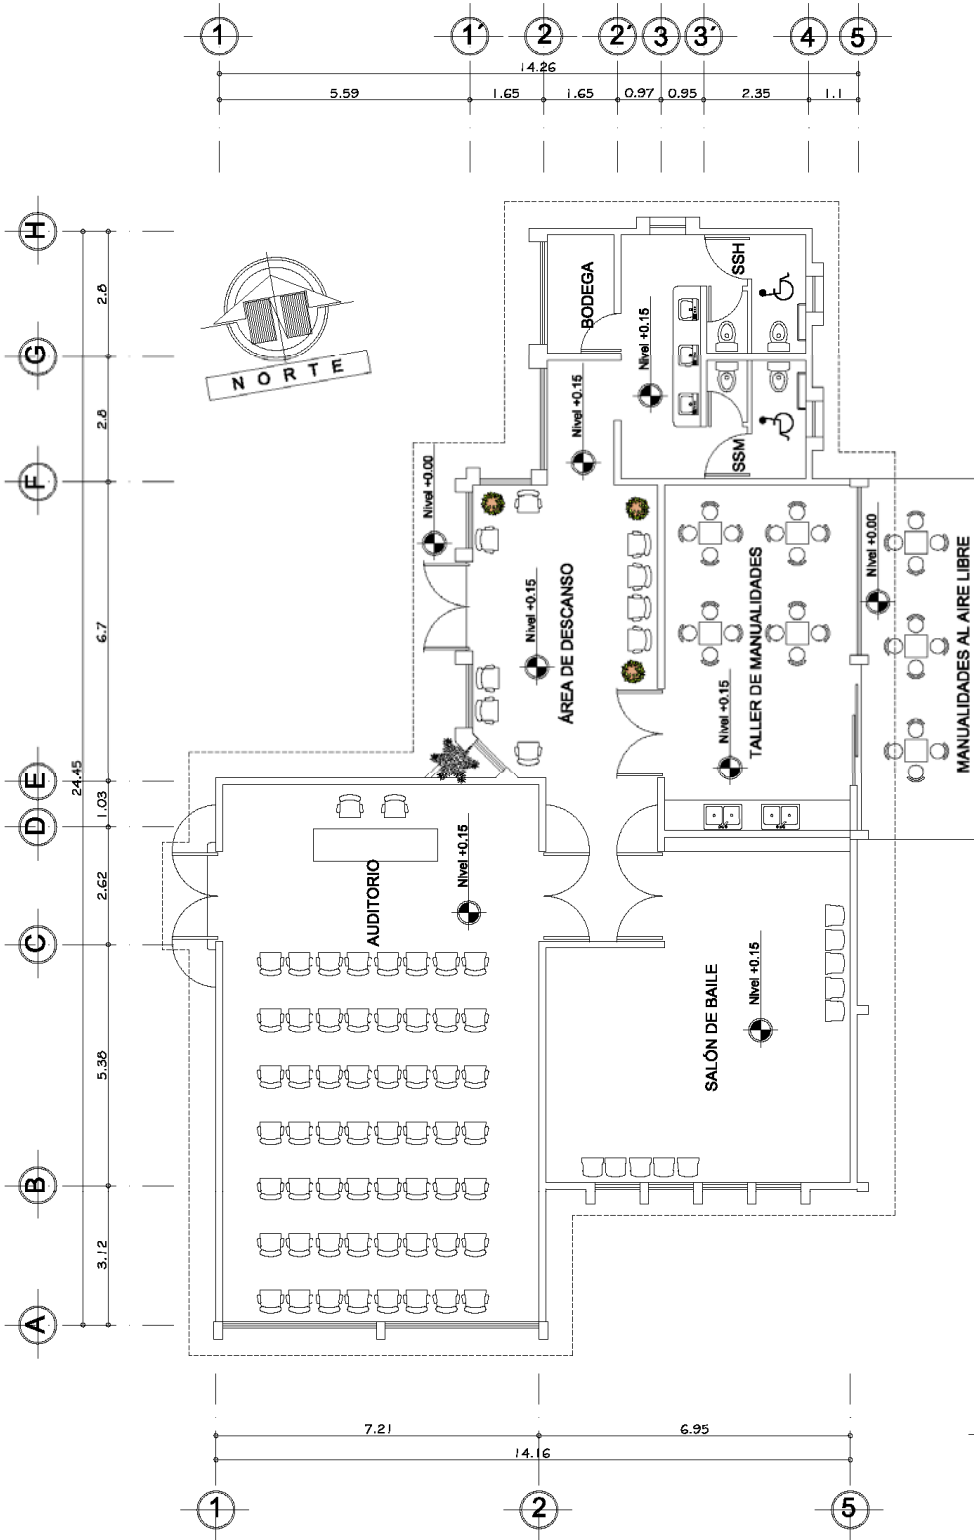 1 1´ 2 2´ 3 3´ 4 5
14.26
5.59 1.65 1.65 0.97 0.95 2.35 1.1
H
2.8
G
2.8
F
6.7
E
24.45
1.03
D
2.62
C
5.38
B
3.12
A
NORTE
BODEGA
SSH
Nivel +0.15
Nivel +0.15
SSM
Nivel +0.00
Nivel +0.15
ÁREA DE DESCANSO
TALLER DE MANUALIDADES
Nivel +0.15
Nivel +0.00
MANUALIDADES AL AIRE LIBRE
AUDITORIO
Nivel +0.15
SALÓN DE BAILE
Nivel +0.15
7.21 6.95
14.16
1 2 5